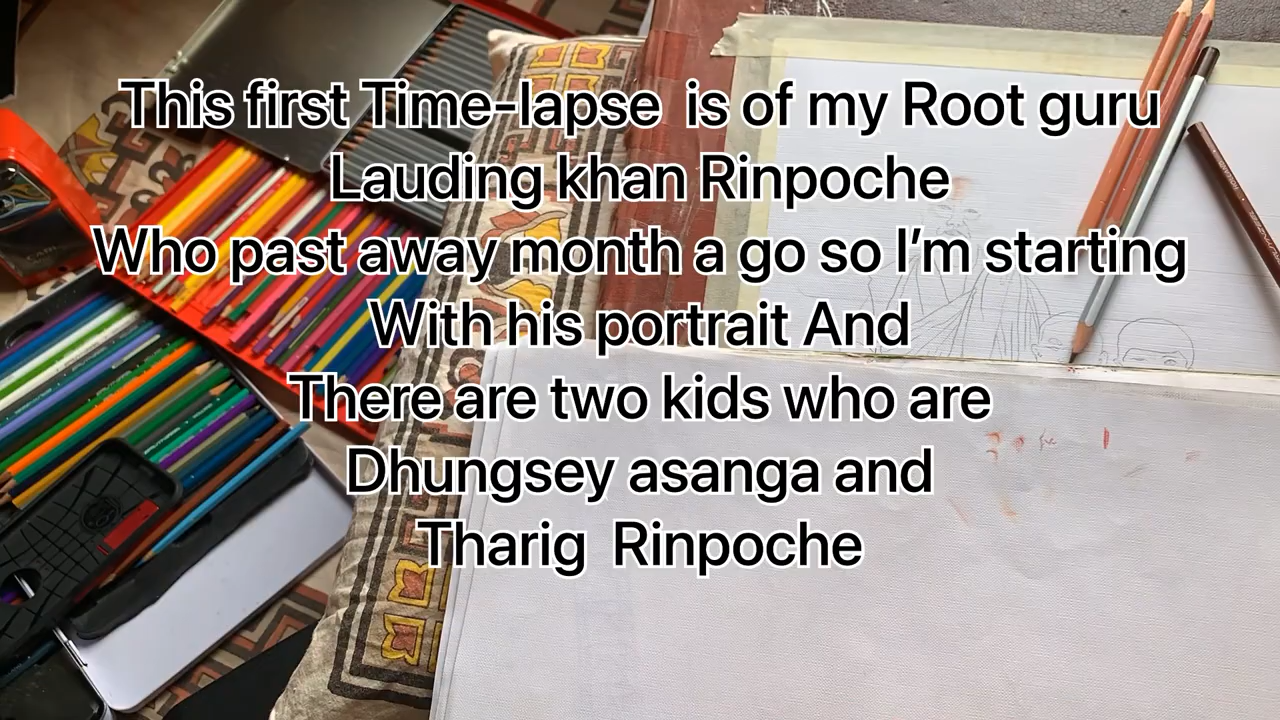 This first Time-lapse  is of my Root guru
Lauding khan Rinpoche
Who past away month a go so I’m starting
With his portrait And
There are two kids who are
Dhungsey asanga and
Tharig  Rinpoche